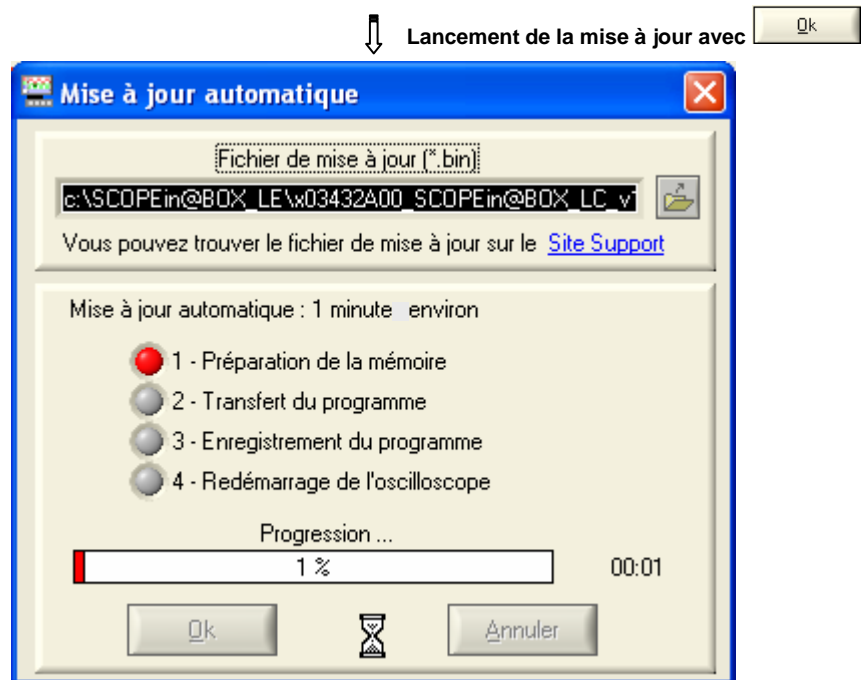 Lancement de la mise à jour avec Ok
Mise à jour automatique
Fichier de mise à jour (*.bin)
c:\SCOPEin@BOX_LE\x03432A00_SCOPEin@BOX_LC_v
Vous pouvez trouver le fichier de mise à jour sur le Site Support
Mise à jour automatique : 1 minute environ
1 - Préparation de la mémoire
2 - Transfert du programme
3 - Enregistrement du programme
4 - Redémarrage de l'oscilloscope
Progression ...
1 % 00:01
Ok Annuler